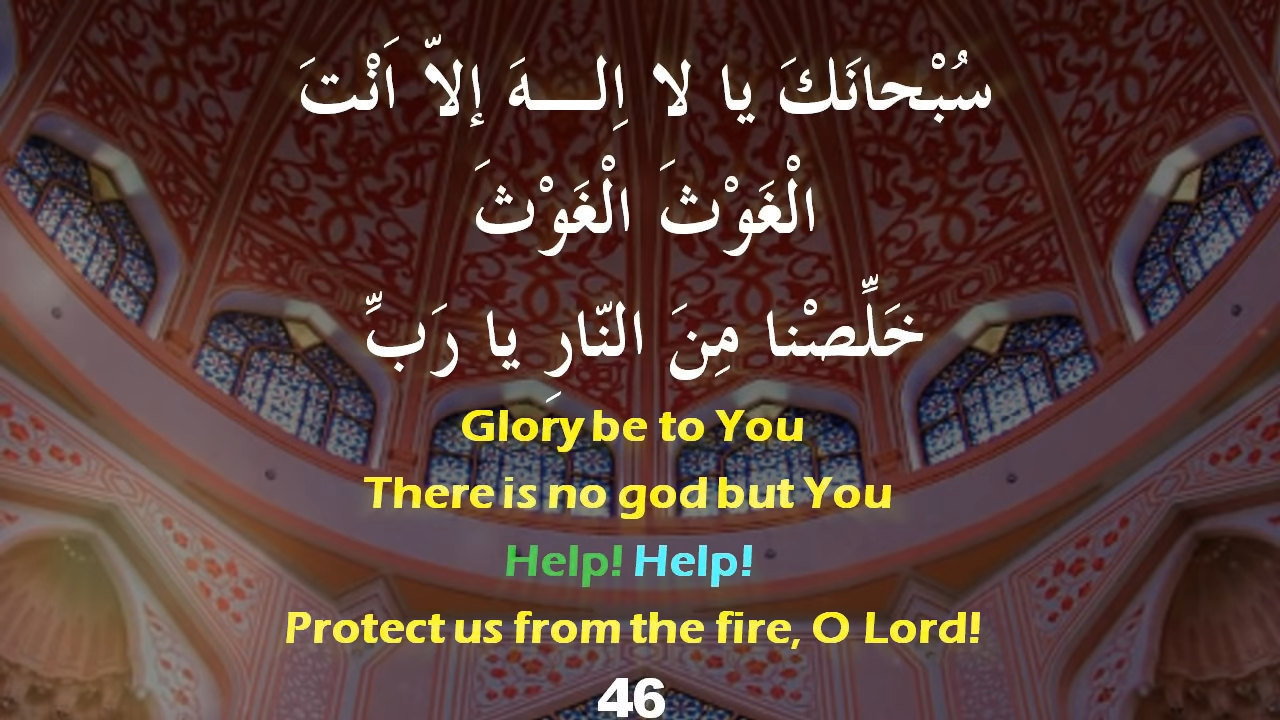 سُبْحانَكَ يا لا اِلـــهَ إلاّ اَنْتَ
الْغَوْثَ الْغَوْثَ
خَلِّصْنا مِنَ النّارِ يا رَبِّ
Glory be to You
There is no god but You
Help! Help!
Protect us from the fire, O Lord!
46